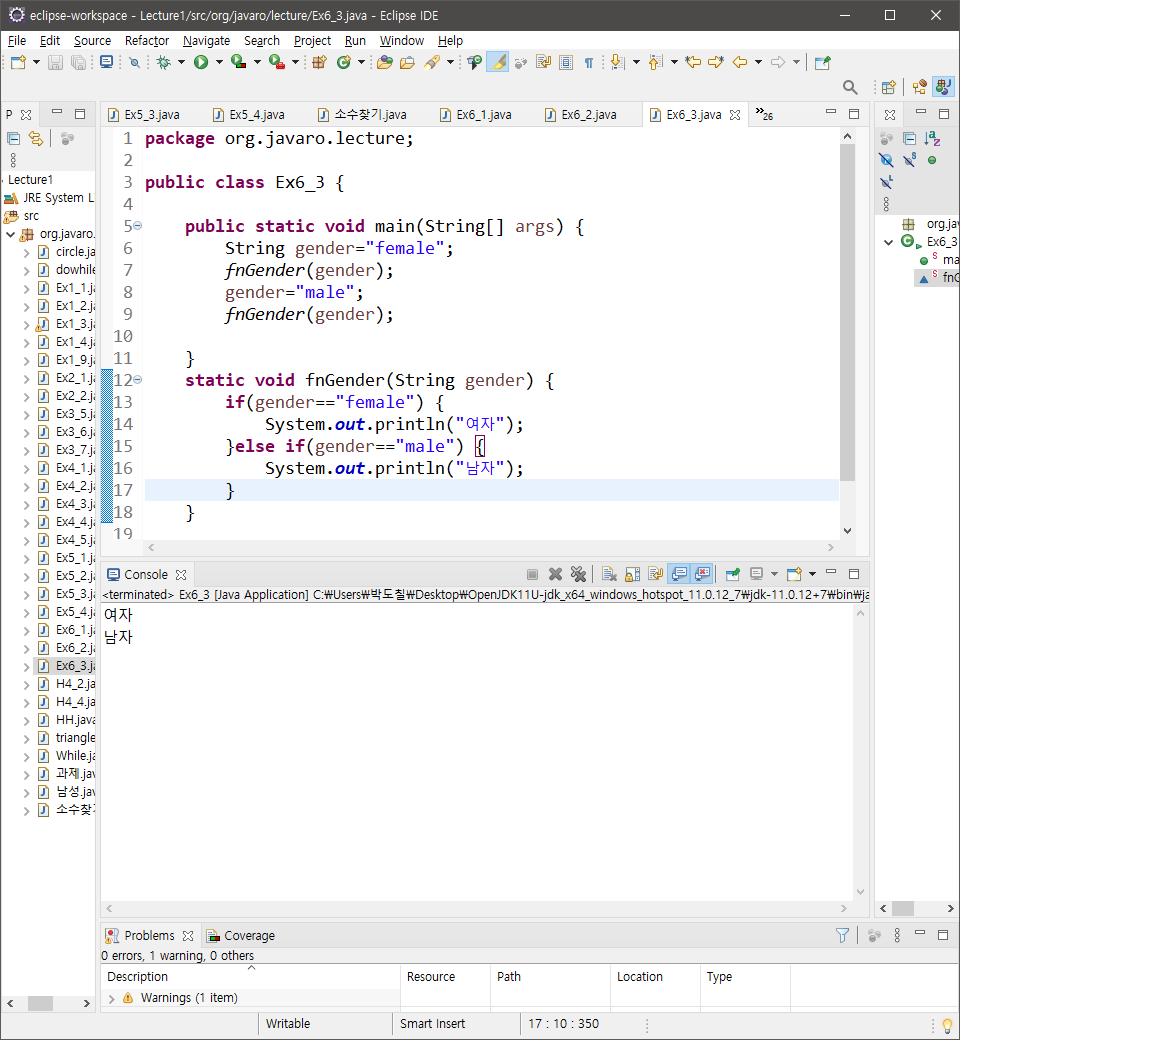 eclipse-workspace - Lecture1/src/org/javaro/lecture/Ex6_3.java - Eclipse IDE
File Edit Source Refactor Navigate Search Project Run Window Help
P
Lecture1
JRE System L
src
org.javaro.
circle.ja
dowhile
Ex1_1.ja
Ex1_2.ja
Ex1_3.ja
Ex1_4.ja
Ex1_9.ja
Ex2_1.ja
Ex2_2.ja
Ex3_5.ja
Ex3_6.ja
Ex3_7.ja
Ex4_1.ja
Ex4_2.ja
Ex4_3.ja
Ex4_4.ja
Ex4_5.ja
Ex5_1.ja
Ex5_2.ja
Ex5_3.ja
Ex5_4.ja
Ex6_1.ja
Ex6_2.ja
Ex6_3.ja
H4_2.ja
H4_4.ja
HH.java
triangle
While.ja
과제.jav
남성.jav
소수찾기
Ex5_3.java Ex5_4.java 소수찾기.java Ex6_1.java Ex6_2.java Ex6_3.java »26
1 package org.javaro.lecture;
2
3 public class Ex6_3 {
4
5 public static void main(String[] args) {
6 String gender="female";
7 fnGender(gender);
8 gender="male";
9 fnGender(gender);
10
11 }
12 static void fnGender(String gender) {
13 if(gender=="female") {
14 System.out.println("여자");
15 }else if(gender=="male") {
16 System.out.println("남자");
17 }
18 }
19
org.jav
Ex6_3
ma
fnG
Console
<terminated> Ex6_3 [Java Application] C:₩Users₩박도칠₩Desktop₩OpenJDK11U-jdk_x64_windows_hotspot_11.0.12_7₩jdk-11.0.12+7₩bin₩ja
여자
남자
Problems Coverage
0 errors, 1 warning, 0 others
Description Resource Path Location Type
Warnings (1 item)
Writable Smart Insert 17 : 10 : 350